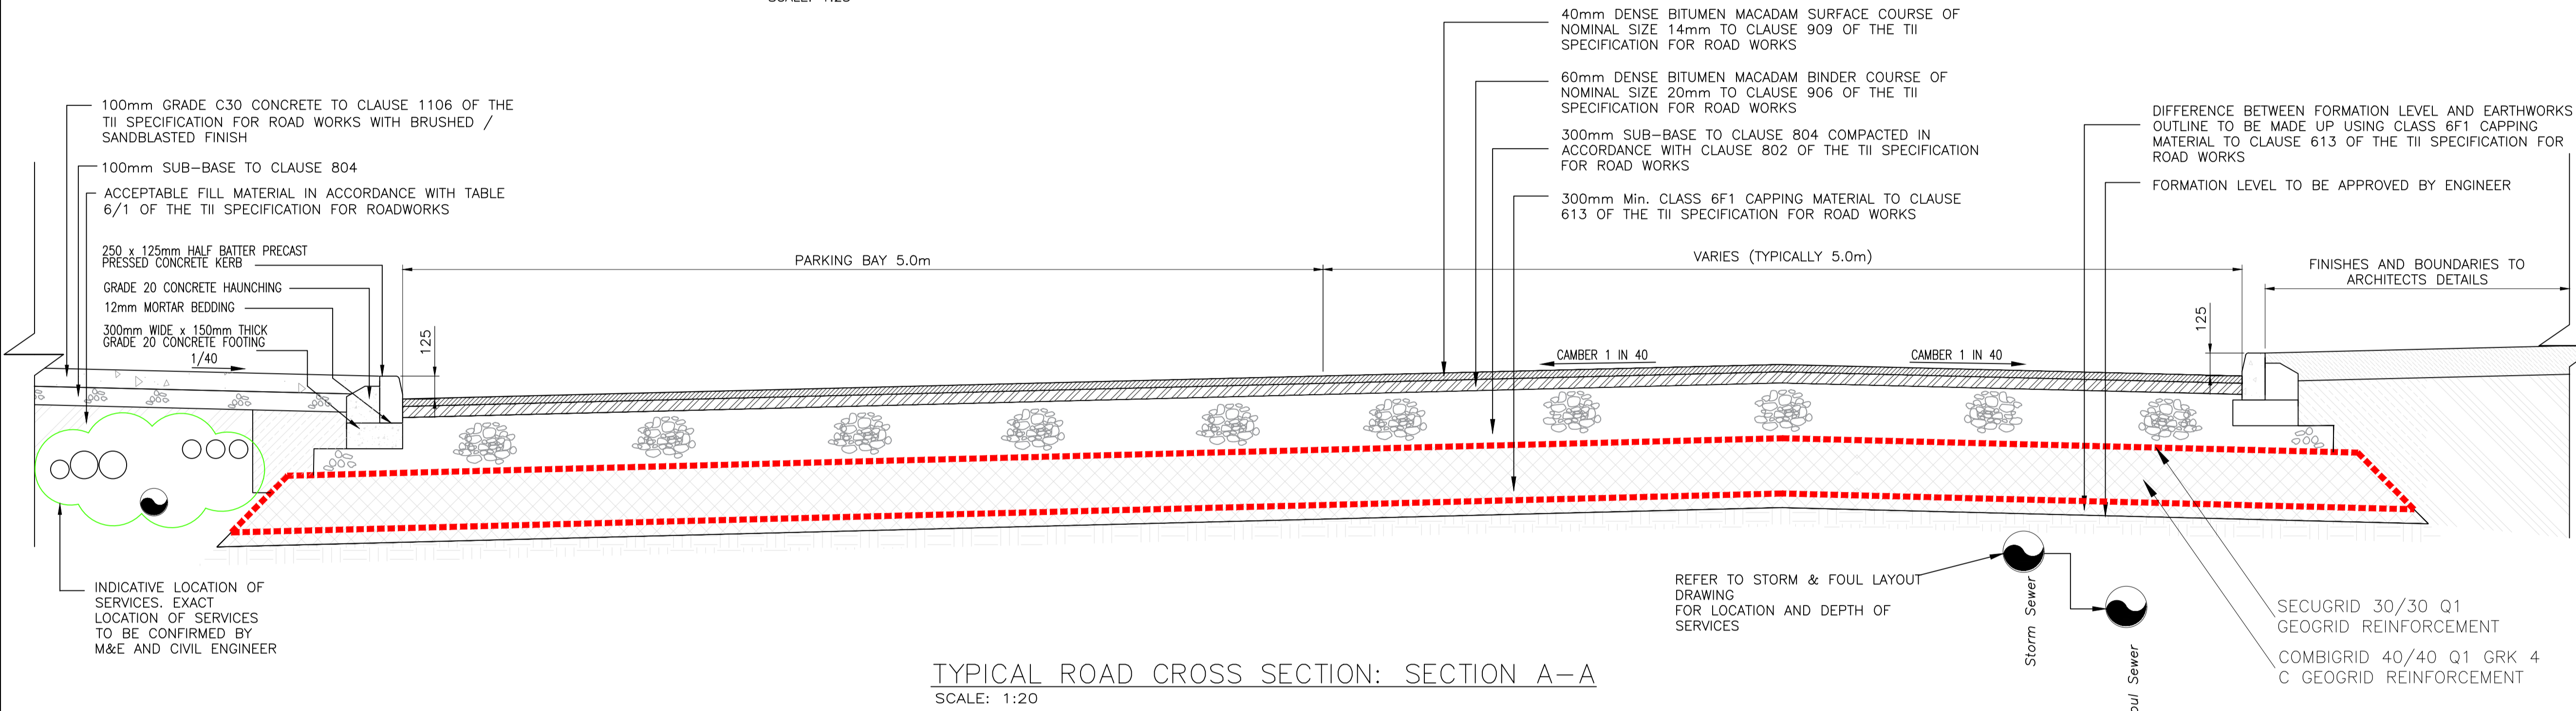 40mm DENSE BITUMEN MACADAM SURFACE COURSE OF
NOMINAL SIZE 14mm TO CLAUSE 909 OF THE TII
SPECIFICATION FOR ROAD WORKS
60mm DENSE BITUMEN MACADAM BINDER COURSE OF
NOMINAL SIZE 20mm TO CLAUSE 906 OF THE TII
SPECIFICATION FOR ROAD WORKS
300mm SUB-BASE TO CLAUSE 804 COMPACTED IN
ACCORDANCE WITH CLAUSE 802 OF THE TII SPECIFICATION
FOR ROAD WORKS
300mm Min. CLASS 6F1 CAPPING MATERIAL TO CLAUSE
613 OF THE TII SPECIFICATION FOR ROAD WORKS
DIFFERENCE BETWEEN FORMATION LEVEL AND EARTHWORKS
OUTLINE TO BE MADE UP USING CLASS 6F1 CAPPING
MATERIAL TO CLAUSE 613 OF THE TII SPECIFICATION FOR
ROAD WORKS
FORMATION LEVEL TO BE APPROVED BY ENGINEER
100mm GRADE C30 CONCRETE TO CLAUSE 1106 OF THE
TII SPECIFICATION FOR ROAD WORKS WITH BRUSHED /
SANDBLASTED FINISH
100mm SUB-BASE TO CLAUSE 804
ACCEPTABLE FILL MATERIAL IN ACCORDANCE WITH TABLE
6/1 OF THE TII SPECIFICATION FOR ROADWORKS
250 x 125mm HALF BATTER PRECAST
PRESSED CONCRETE KERB
GRADE 20 CONCRETE HAUNCHING
12mm MORTAR BEDDING
300mm WIDE x 150mm THICK
GRADE 20 CONCRETE FOOTING
1/40
PARKING BAY 5.0m
VARIES (TYPICALLY 5.0m)
FINISHES AND BOUNDARIES TO
ARCHITECTS DETAILS
125
125
CAMBER 1 IN 40
CAMBER 1 IN 40
INDICATIVE LOCATION OF
SERVICES. EXACT
LOCATION OF SERVICES
TO BE CONFIRMED BY
M&E AND CIVIL ENGINEER
REFER TO STORM & FOUL LAYOUT
DRAWING
FOR LOCATION AND DEPTH OF
SERVICES
Storm Sewer
Sewer
SECUGRID 30/30 Q1
GEOGRID REINFORCEMENT
COMBIGRID 40/40 Q1 GRK 4
C GEOGRID REINFORCEMENT
TYPICAL ROAD CROSS SECTION: SECTION A-A
SCALE: 1:20